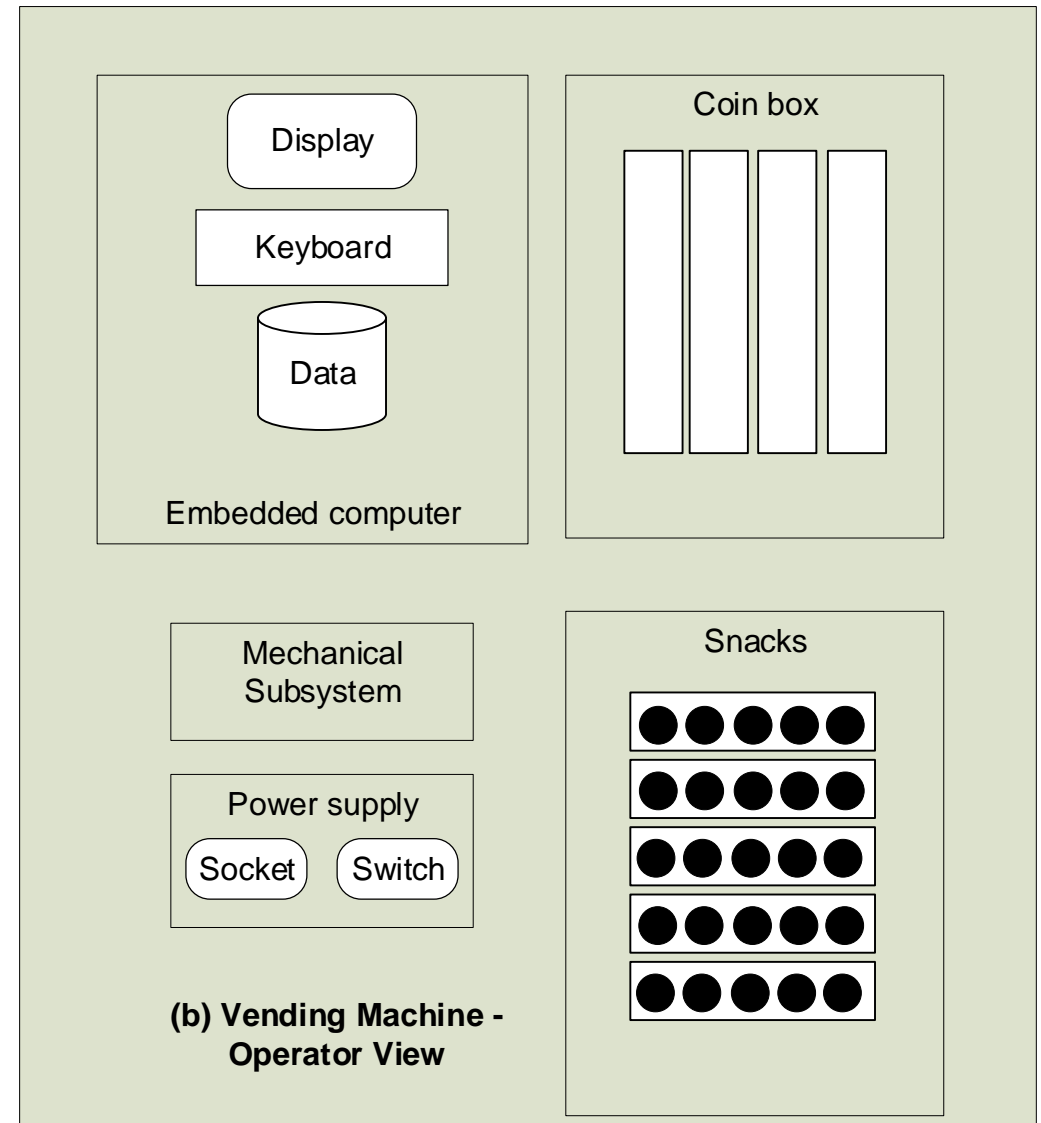 Display
Keyboard
Data
Embedded computer
Coin box
Mechanical
Subsystem
Power supply
Socket
Switch
Snacks
(b) Vending Machine -
Operator View